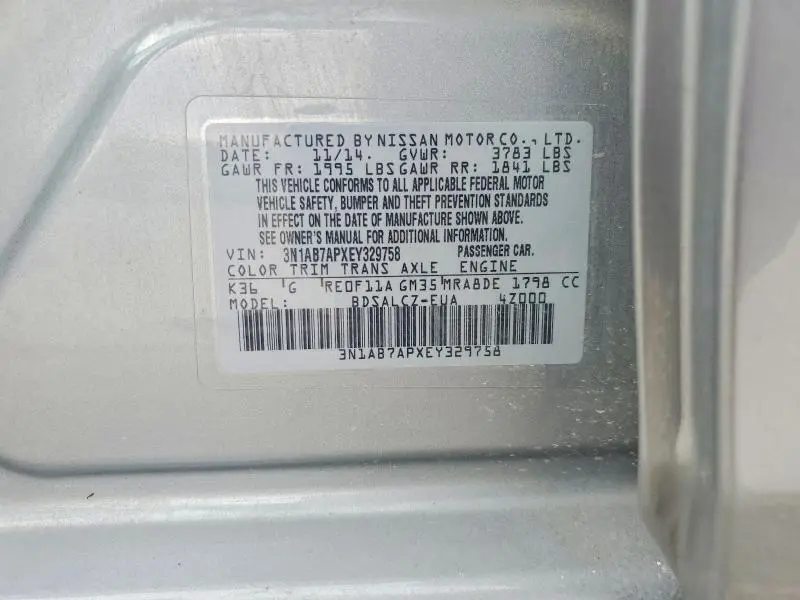 MANUFACTURED BY NISSAN MOTOR CO., LTD.
DATE: 11/14. GVWR: 3783 LBS
GAWR FR: 1995 LBS GAWR RR: 1841 LBS
THIS VEHICLE CONFORMS TO ALL APPLICABLE FEDERAL MOTOR
VEHICLE SAFETY, BUMPER AND THEFT PREVENTION STANDARDS
IN EFFECT ON THE DATE OF MANUFACTURE SHOWN ABOVE.
SEE OWNER'S MANUAL FOR ADDITIONAL INFORMATION.
VIN: 3N1AB7APXEY329758 PASSENGER CAR.
COLOR TRIM TRANS AXLE ENGINE
K36 G RE0F11A GM35 MRA8DE 1798 CC
MODEL: BDSALCZ-EUA 4Z000
3N1AB7APXEY329758